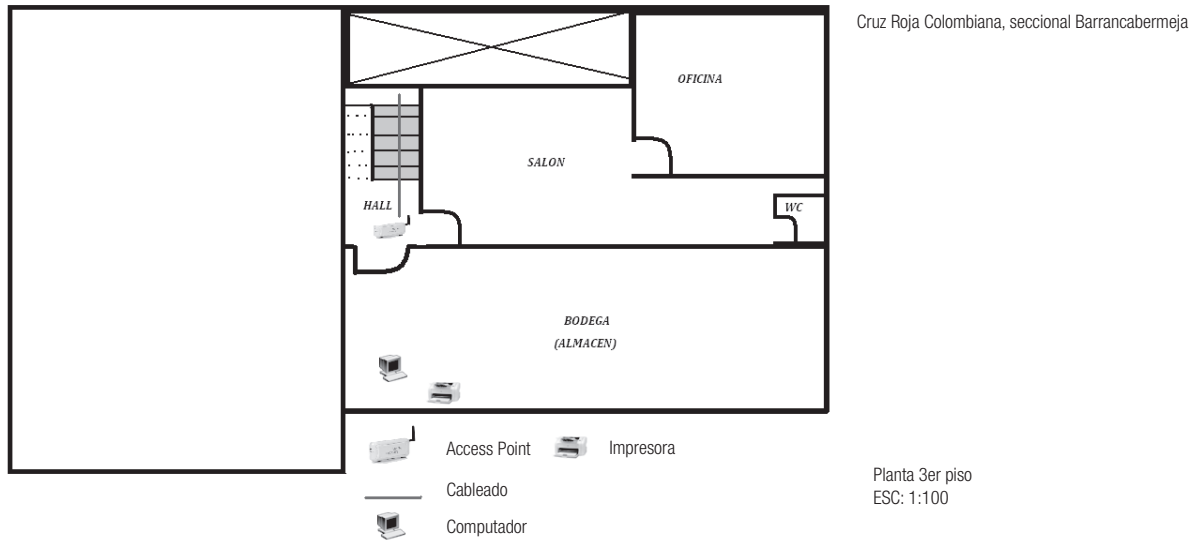 Cruz Roja Colombiana, seccional Barrancabermeja
OFICINA
SALON
HALL
WC
BODEGA
(ALMACEN)
Access Point
Impresora
Cableado
Computador
Planta 3er piso
ESC: 1:100